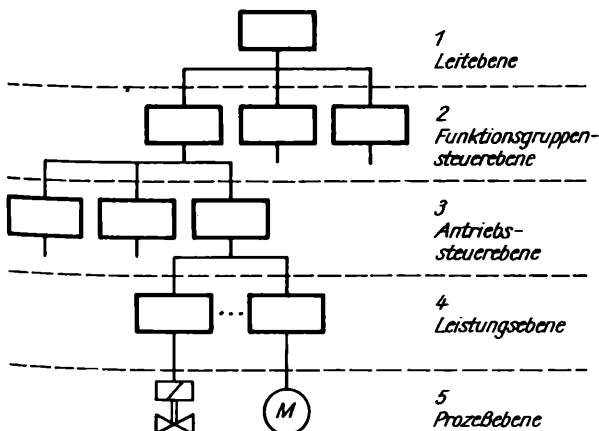 1
Leitebene
2
Funktionsgruppen-
steuerebene
3
Antriebs-
steuerebene
...
4
Leistungsebene
M
5
Prozeßebene